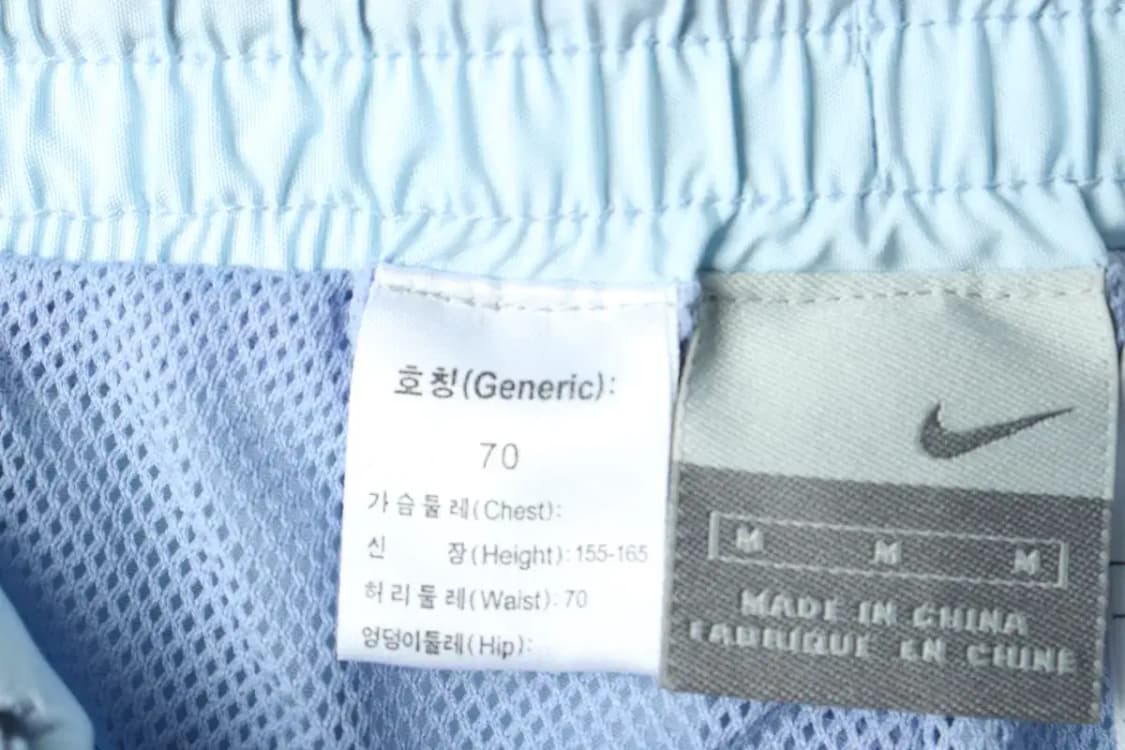 호칭(Generic):
70
가슴둘레(Chest):
신 장(Height):155-165
허리둘레(Waist):70
엉덩이둘레(Hip):
M M M
MADE IN CHINA
FABRIQUE EN CHINE